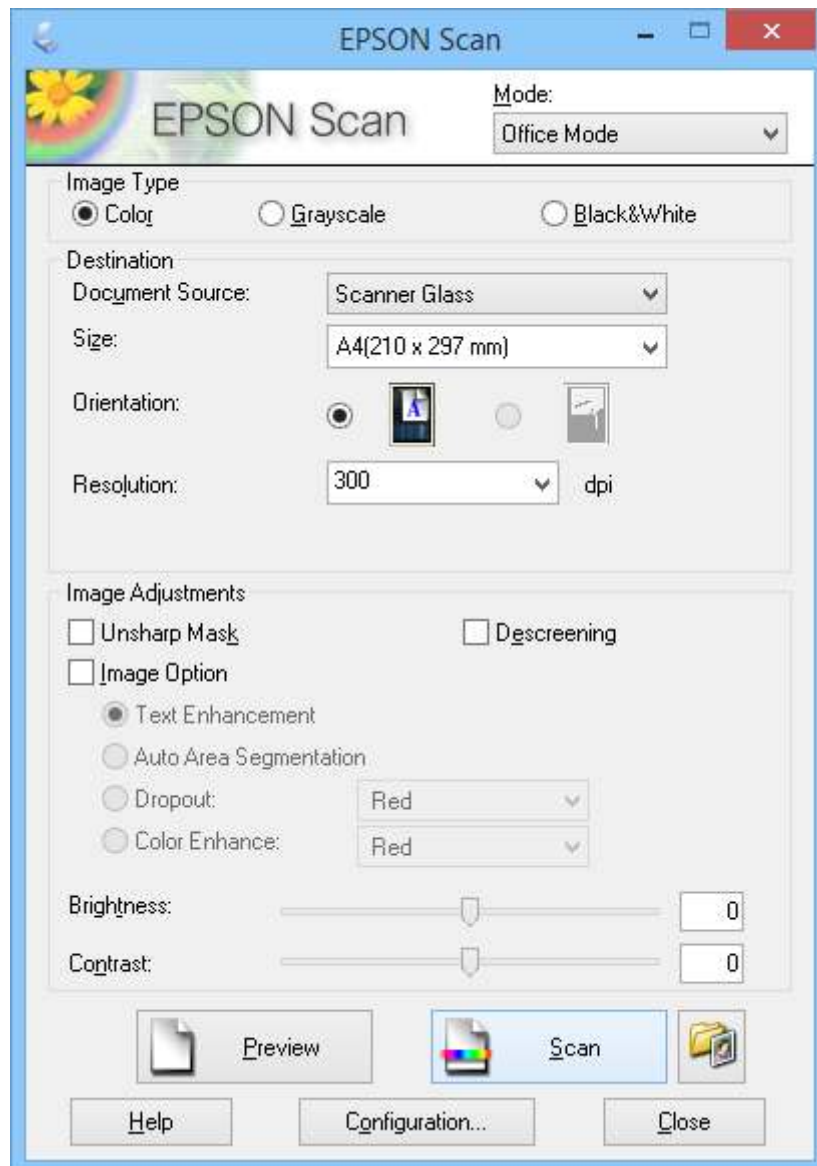 EPSON Scan
EPSON Scan
Mode:
Office Mode
Image Type
Color
Grayscale
Black&White
Destination
Document Source:
Scanner Glass
Size:
A4(210 x 297 mm)
Orientation:
A
Resolution:
300
dpi
Image Adjustments
Unsharp Mask
Descreening
Image Option
Text Enhancement
Auto Area Segmentation
Dropout:
Red
Color Enhance:
Red
Brightness:
0
Contrast:
0
Preview
Scan
Help
Configuration...
Close